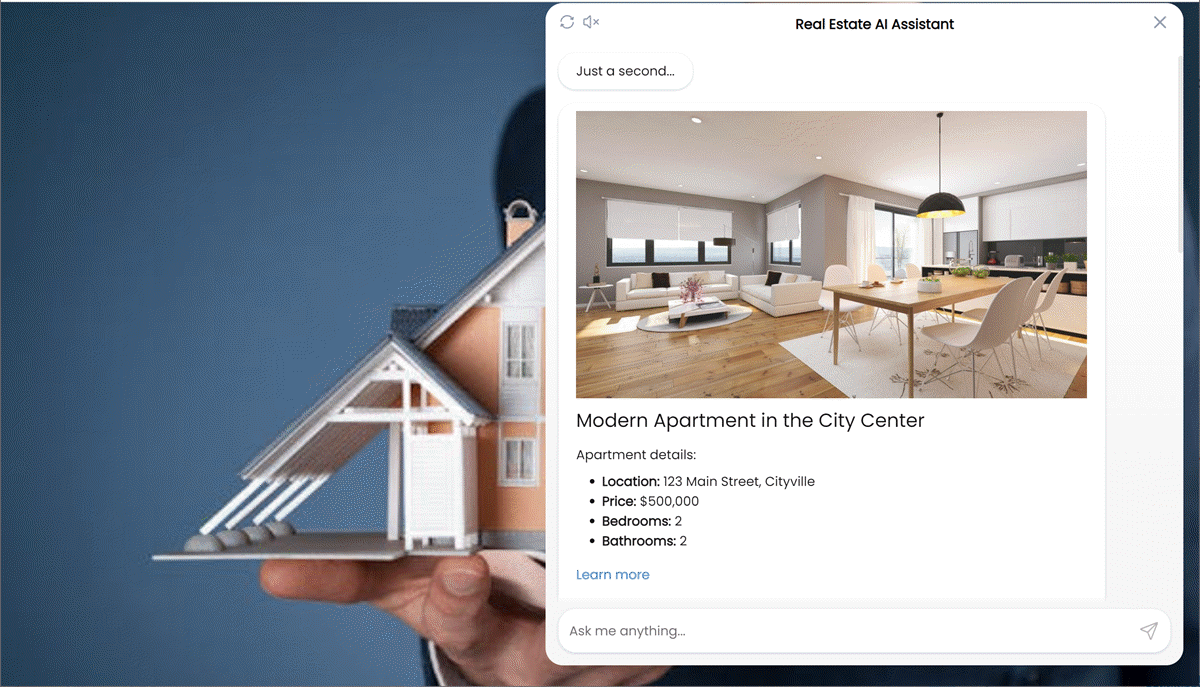 Real Estate AI Assistant
Just a second...
Modern Apartment in the City Center
Apartment details:
• Location: 123 Main Street, Cityville
• Price: $500,000
• Bedrooms: 2
• Bathrooms: 2
Learn more
Ask me anything...